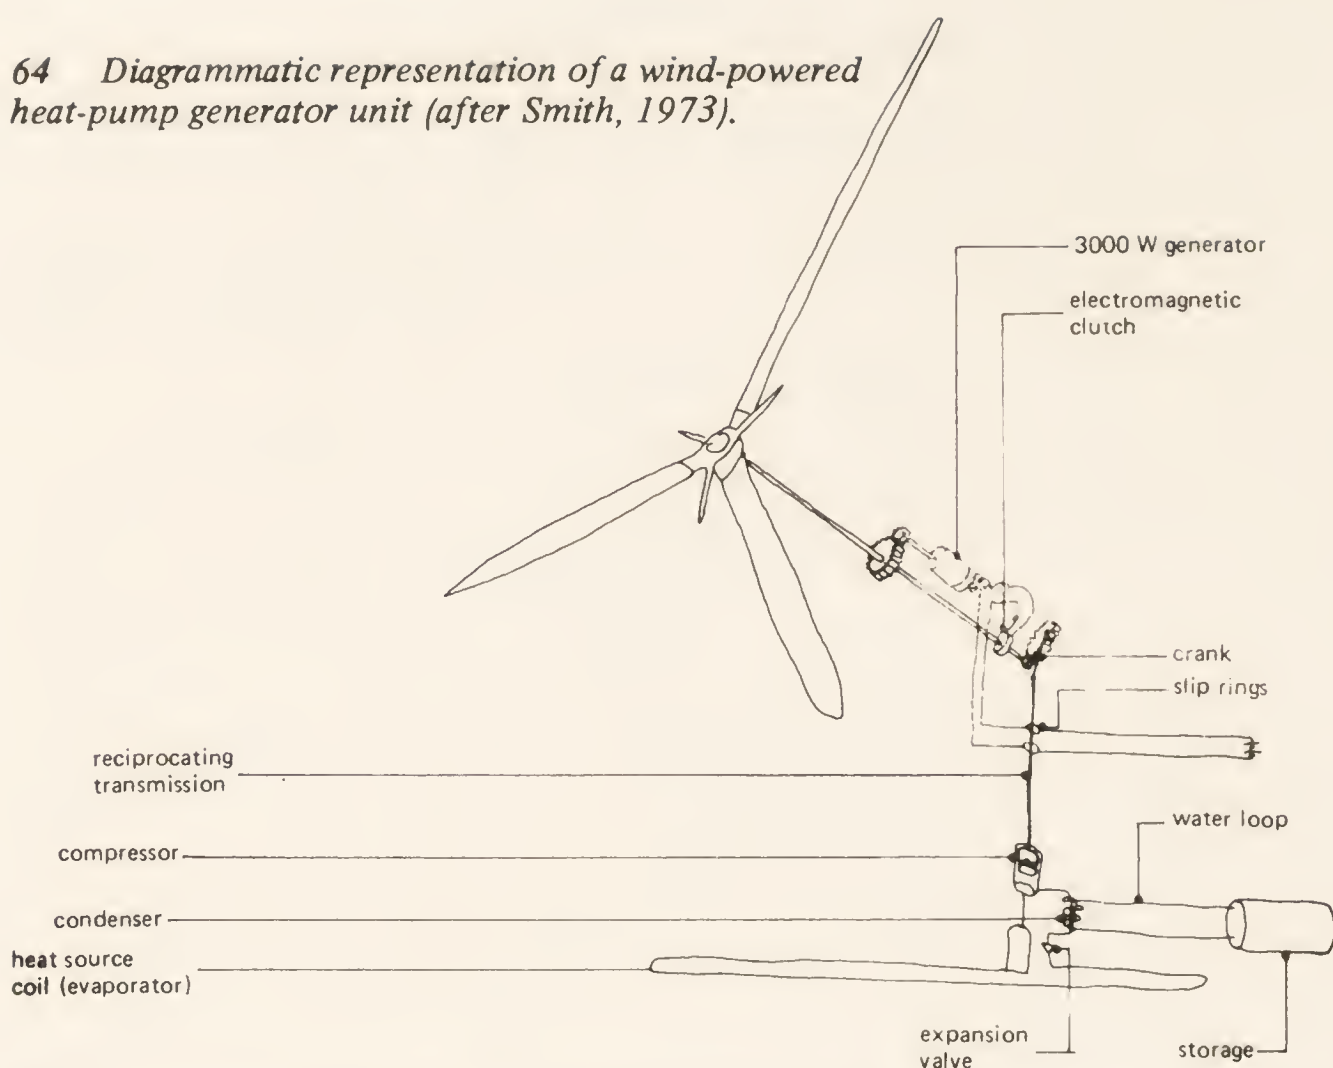 64 Diagrammatic representation of a wind-powered
heat-pump generator unit (after Smith, 1973).
3000 W generator
electromagnetic
clutch
crank
slip rings
reciprocating
transmission
water loop
compressor
condenser
heat source
coil (evaporator)
expansion
valve
storage